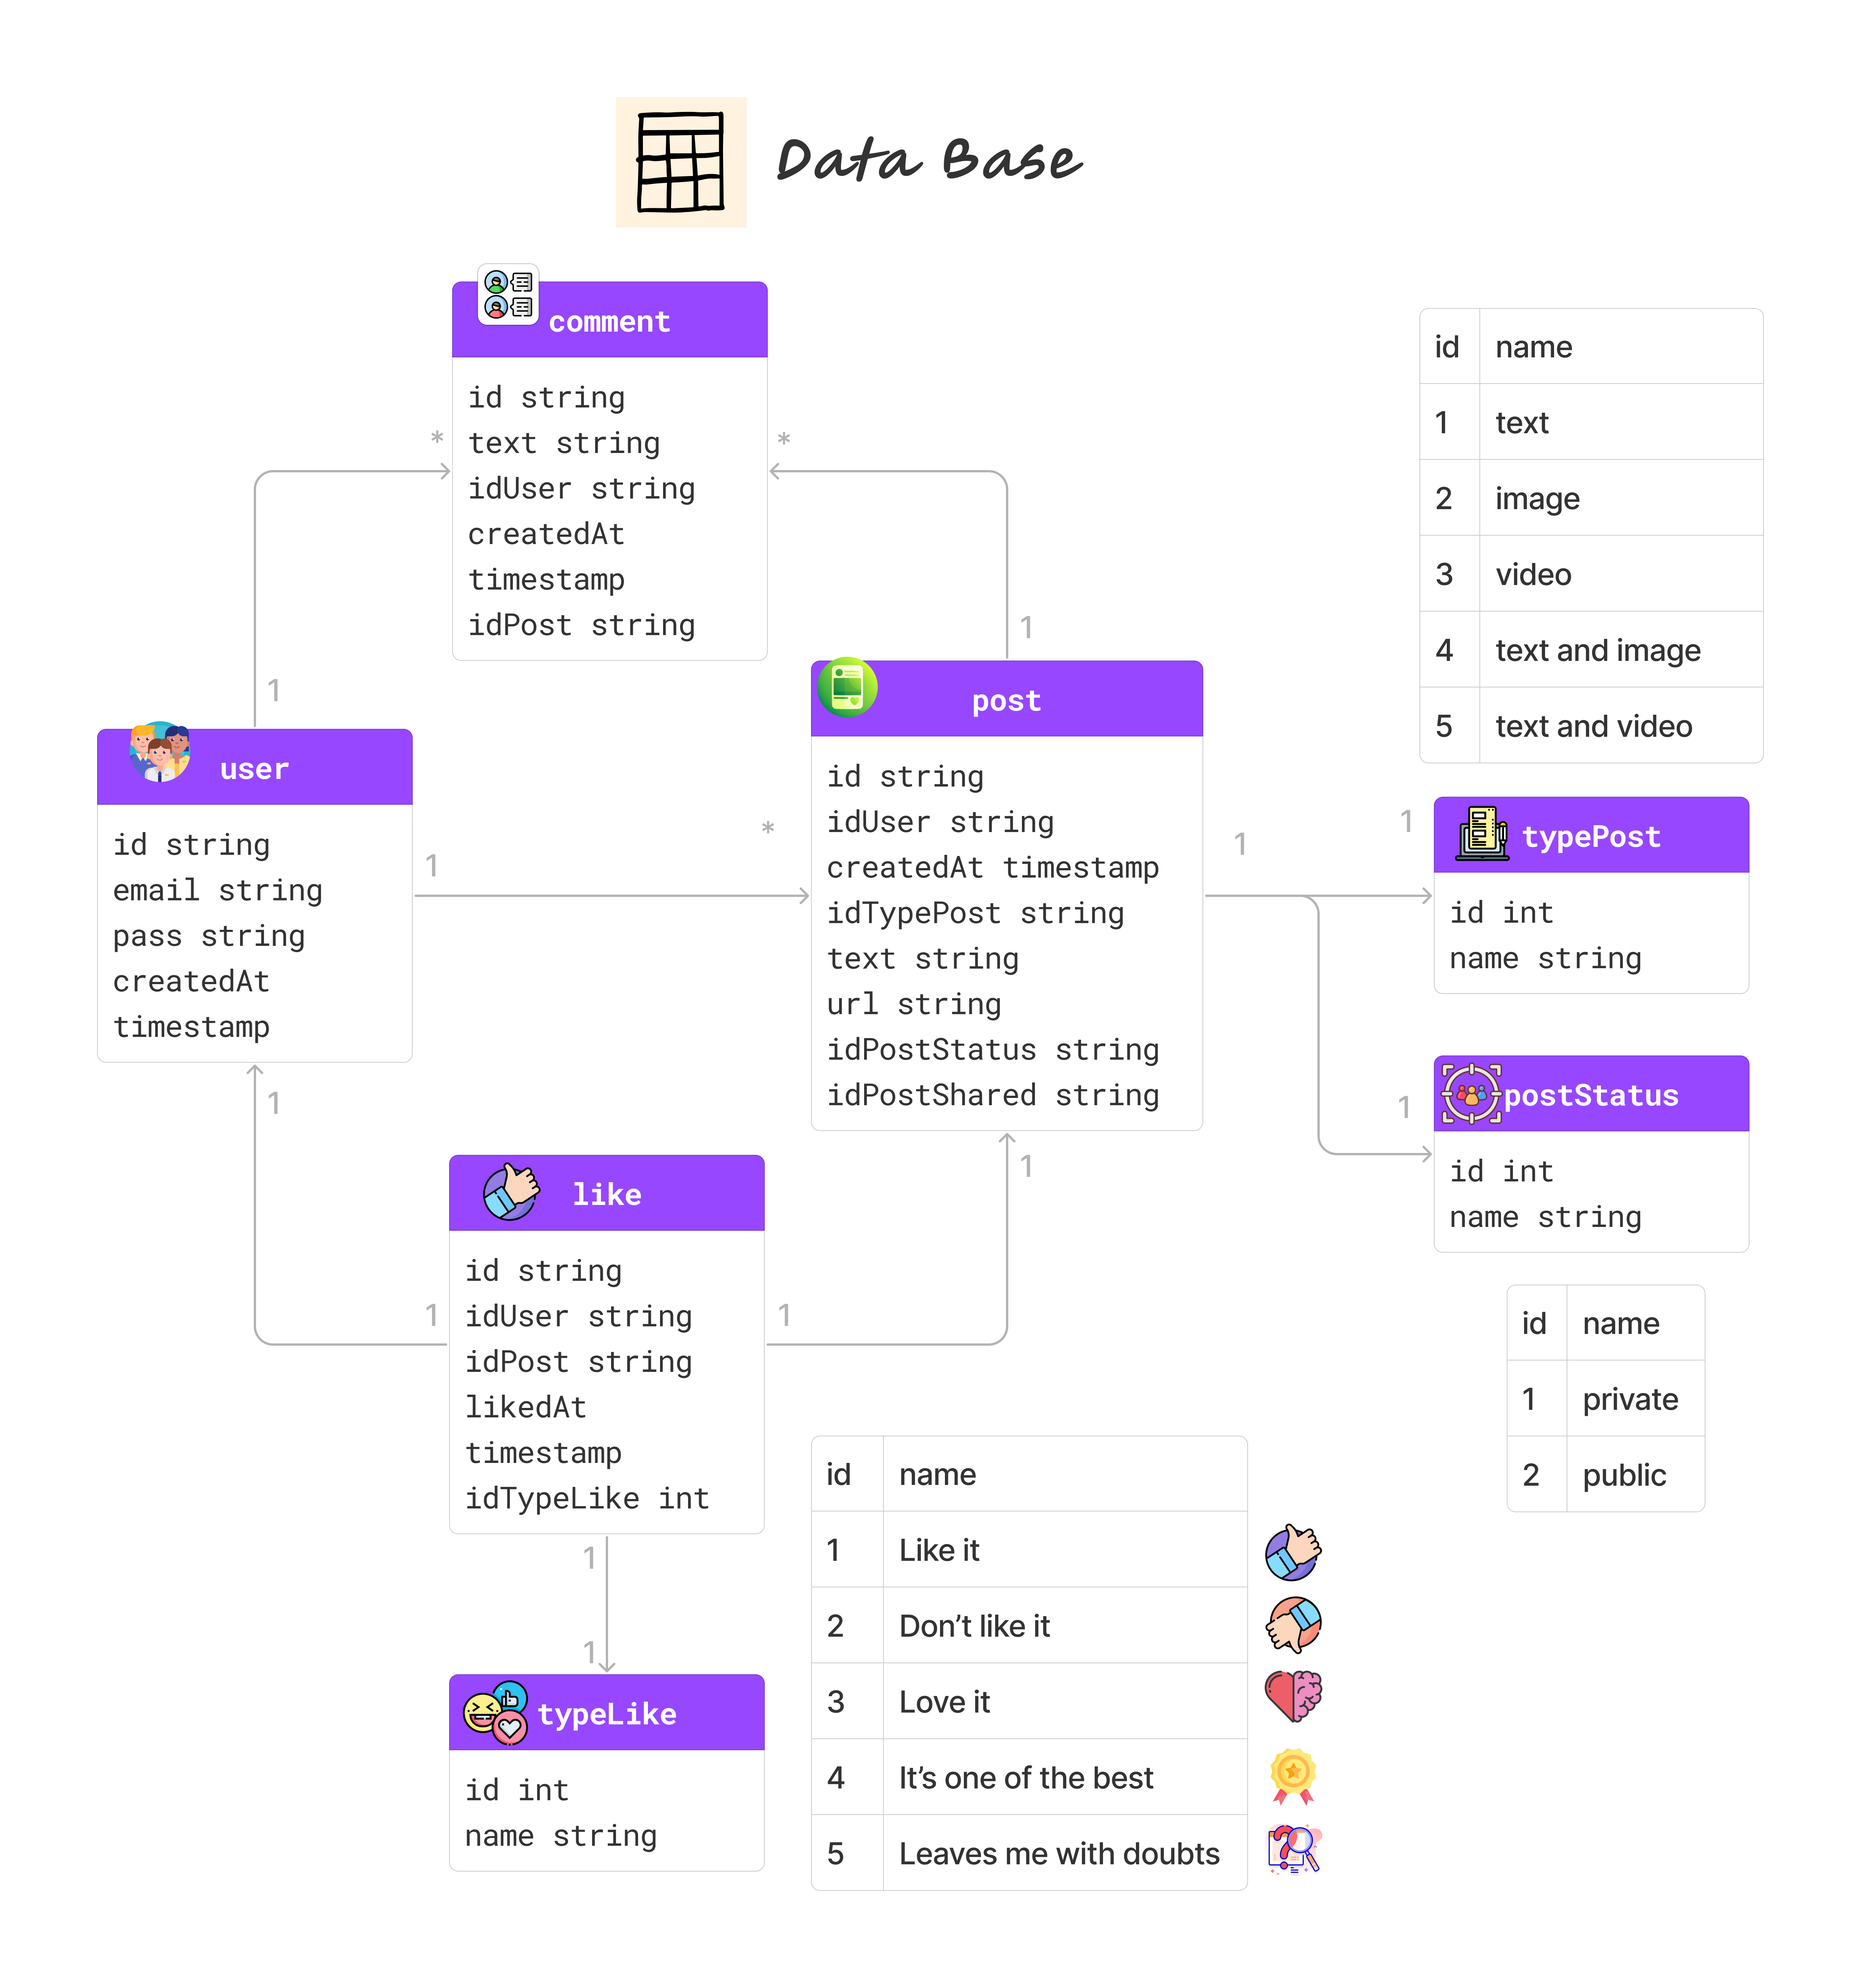 Data Base
comment
id string
text string
idUser string
createdAt
timestamp
idPost string
*
*
1
1
id name
1 text
2 image
3 video
4 text and image
5 text and video
user
id string
email string
pass string
createdAt
timestamp
1
*
1
post
id string
idUser string
createdAt timestamp
idTypePost string
text string
url string
idPostStatus string
idPostShared string
1
1
1
typePost
id int
name string
1
postStatus
id int
name string
id name
1 private
2 public
like
id string
idUser string
idPost string
likedAt
timestamp
idTypeLike int
1
1
1
1
typeLike
id int
name string
id name
1 Like it
2 Don’t like it
3 Love it
4 It’s one of the best
5 Leaves me with doubts